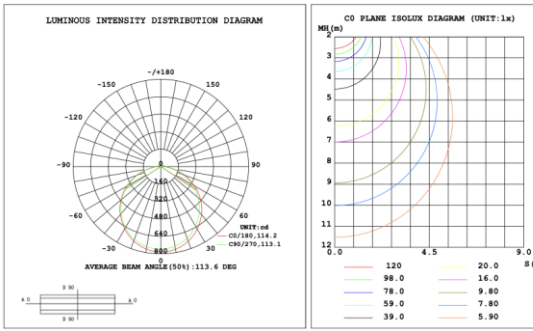 LUMINOUS INTENSITY DISTRIBUTION DIAGRAM
-/+180
-150 150
-120 120
-90 0 90
160
320
-60 480 60
640
-30 800 30
0
UNIT:cd
C0/180,114.2
C90/270,113.1
AVERAGE BEAM ANGLE(50%):113.6 DEG
B 90
A 0 A 0
B 90
C0 PLANE ISOLUX DIAGRAM (UNIT:lx)
MH(m)
2
3
4
5
6
7
8
9
10
11
12
0.0 4.5 9.0
120 20.0
98.0 16.0
78.0 9.80
59.0 7.80
39.0 5.90